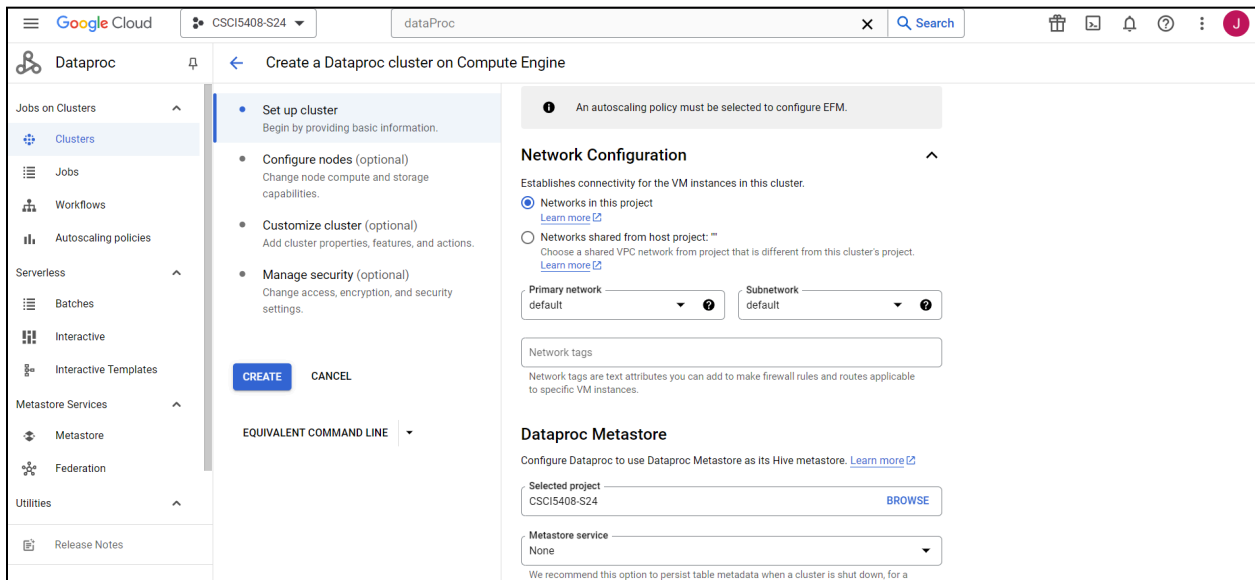 Google Cloud
CSCI5408-S24
dataProc
Search
J
Dataproc
Create a Dataproc cluster on Compute Engine
Jobs on Clusters
Clusters
Jobs
Workflows
Autoscaling policies
Serverless
Batches
Interactive
Interactive Templates
Metastore Services
Metastore
Federation
Utilities
Release Notes
Set up cluster
Begin by providing basic information.
Configure nodes (optional)
Change node compute and storage
capabilities.
Customize cluster (optional)
Add cluster properties, features, and actions.
Manage security (optional)
Change access, encryption, and security
settings.
CREATE
CANCEL
EQUIVALENT COMMAND LINE
An autoscaling policy must be selected to configure EFM.
Network Configuration
Establishes connectivity for the VM instances in this cluster.
Networks in this project
Learn more
Networks shared from host project: ""
Choose a shared VPC network from project that is different from this cluster's project.
Learn more
Primary network
default
Subnetwork
default
Network tags
Network tags are text attributes you can add to make firewall rules and routes applicable
to specific VM instances.
Dataproc Metastore
Configure Dataproc to use Dataproc Metastore as its Hive metastore. Learn more
Selected project
CSCI5408-S24
BROWSE
Metastore service
None
We recommend this option to persist table metadata when a cluster is shut down, for a